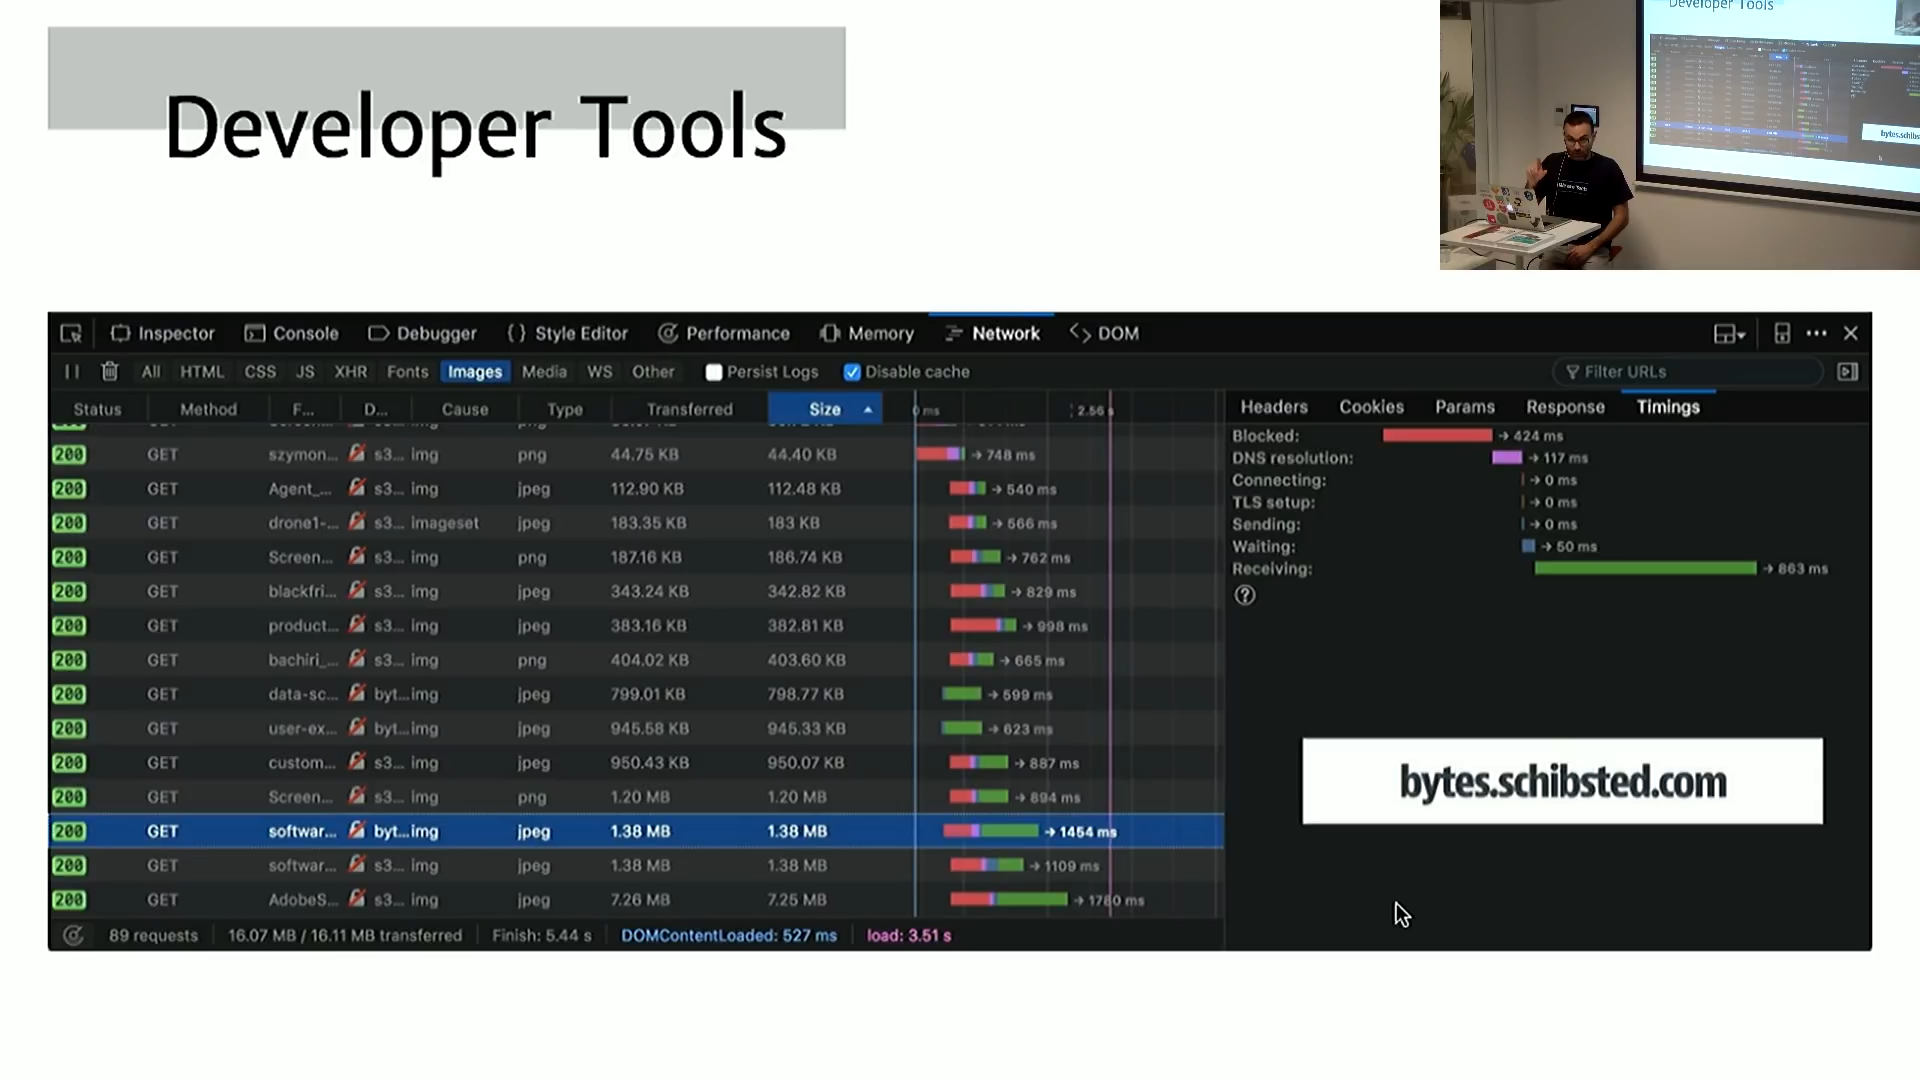 Developer Tools
Inspector Console Debugger Style Editor Performance Memory Network DOM
All HTML CSS JS XHR Fonts Images Media WS Other Persist Logs Disable cache Filter URLs
Status Method F... D... Cause Type Transferred Size 0 ms 2.56 s
200 GET szymon... s3... img png 44.75 KB 44.40 KB → 748 ms
200 GET Agent_... s3... img jpeg 112.90 KB 112.48 KB → 540 ms
200 GET drone1-... s3... imageset jpeg 183.35 KB 183 KB → 566 ms
200 GET Screen... s3... img png 187.16 KB 186.74 KB → 762 ms
200 GET blackfri... s3... img jpeg 343.24 KB 342.82 KB → 829 ms
200 GET product... s3... img jpeg 383.16 KB 382.81 KB → 998 ms
200 GET bachiri_... s3... img png 404.02 KB 403.60 KB → 665 ms
200 GET data-sc... byt... img jpeg 799.01 KB 798.77 KB → 599 ms
200 GET user-ex... byt... img jpeg 945.58 KB 945.33 KB → 623 ms
200 GET custom... s3... img jpeg 950.43 KB 950.07 KB → 887 ms
200 GET Screen... s3... img png 1.20 MB 1.20 MB → 894 ms
200 GET softwar... byt... img jpeg 1.38 MB 1.38 MB → 1454 ms
200 GET softwar... s3... img jpeg 1.38 MB 1.38 MB → 1109 ms
200 GET AdobeS... s3... img jpeg 7.26 MB 7.25 MB → 1780 ms
89 requests 16.07 MB / 16.11 MB transferred Finish: 5.44 s DOMContentLoaded: 527 ms load: 3.51 s
Headers Cookies Params Response Timings
Blocked: → 424 ms
DNS resolution: → 117 ms
Connecting: → 0 ms
TLS setup: → 0 ms
Sending: → 0 ms
Waiting: → 50 ms
Receiving: → 863 ms
bytes.schibsted.com
Developer Tools
bytes.schibs